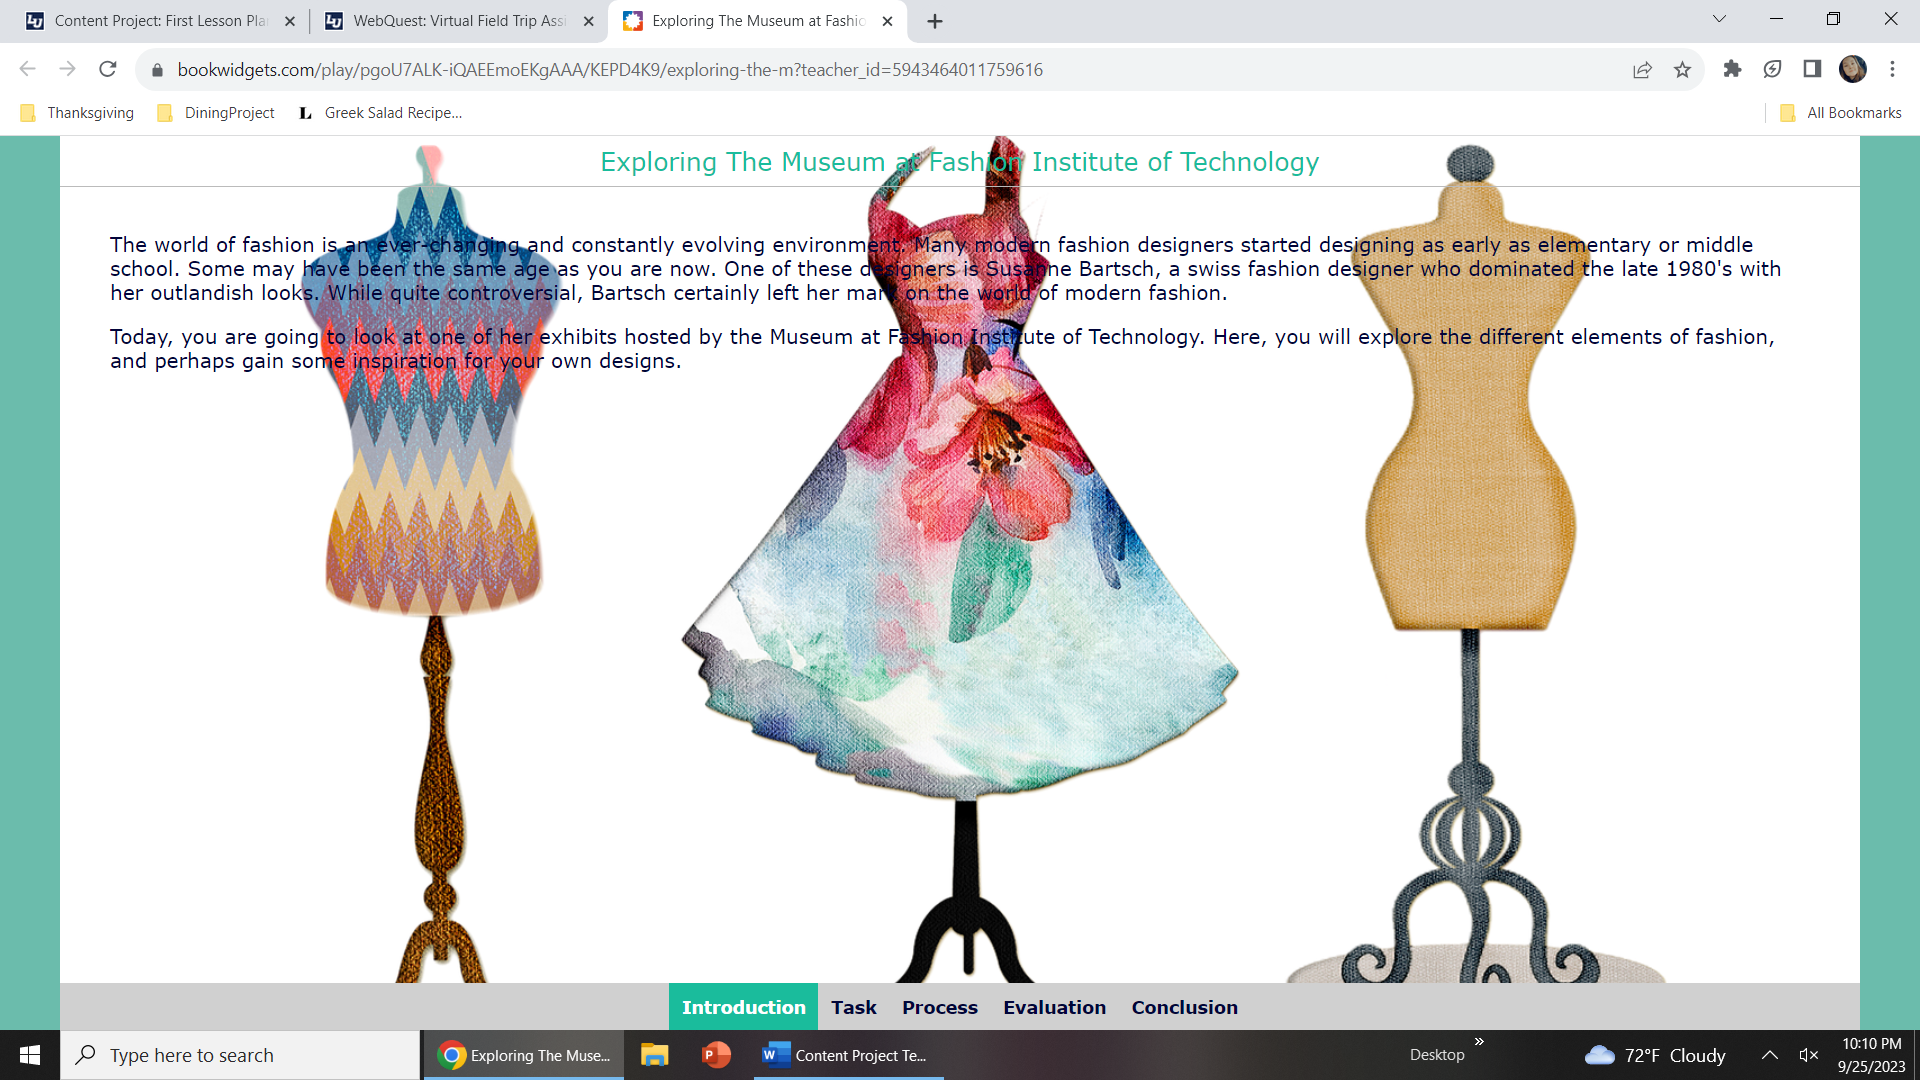 Content Project: First Lesson Pla
WebQuest: Virtual Field Trip Assi
Exploring The Museum at Fashio
bookwidgets.com/play/pgoU7ALK-iQAEEmoEKgAAA/KEPD4K9/exploring-the-m?teacher_id=5943464011759616
Thanksgiving
DiningProject
L Greek Salad Recipe...
All Bookmarks
Exploring The Museum at Fashion Institute of Technology
The world of fashion is an ever-changing and constantly evolving environment. Many modern fashion designers started designing as early as elementary or middle
school. Some may have been the same age as you are now. One of these designers is Susanne Bartsch, a swiss fashion designer who dominated the late 1980's with
her outlandish looks. While quite controversial, Bartsch certainly left her mark on the world of modern fashion.
Today, you are going to look at one of her exhibits hosted by the Museum at Fashion Institute of Technology. Here, you will explore the different elements of fashion,
and perhaps gain some inspiration for your own designs.
Introduction Task Process Evaluation Conclusion
Type here to search
Exploring The Muse...
Content Project Te...
Desktop
72°F Cloudy
10:10 PM
9/25/2023